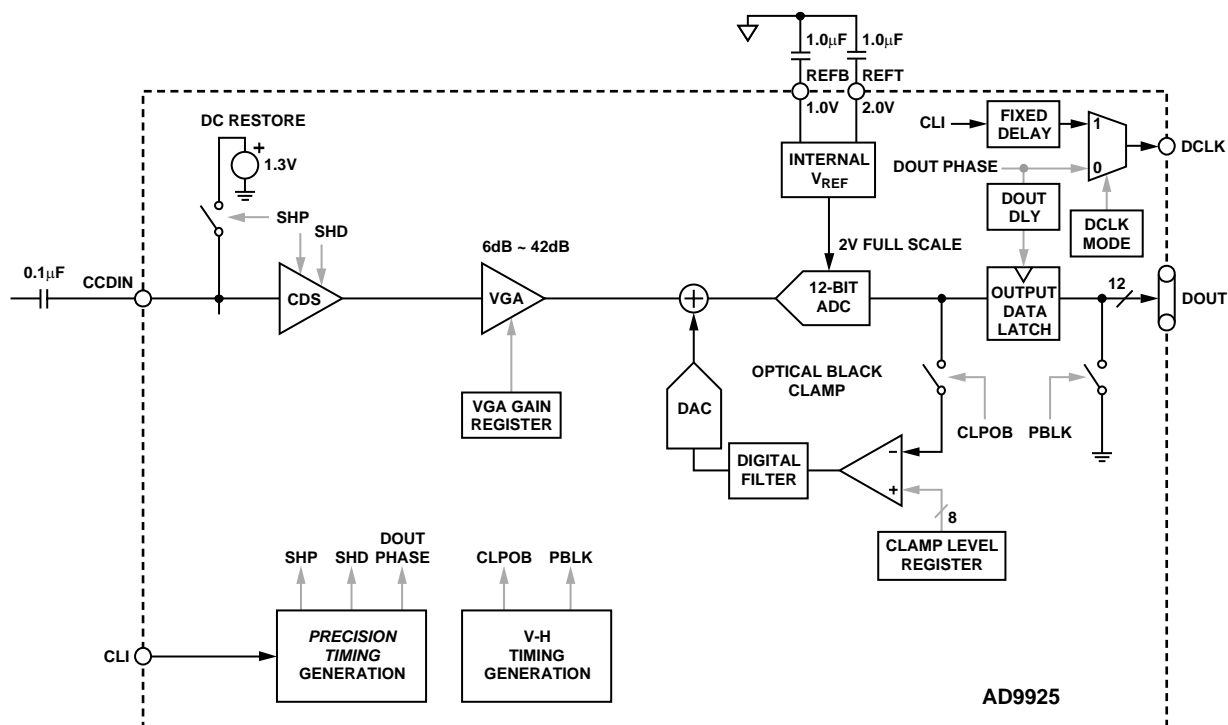 1.0μF 1.0μF
REFB REFT
1.0V 2.0V
DC RESTORE
+
1.3V
SHP
SHD
0.1μF
CCDIN
CDS
6dB ~ 42dB
VGA
VGA GAIN
REGISTER
INTERNAL
VREF
2V FULL SCALE
12-BIT
ADC
CLI
FIXED
DELAY
1
0
DCLK
DOUT PHASE
DOUT
DLY
DCLK
MODE
OUTPUT
DATA
LATCH
12
DOUT
OPTICAL BLACK
CLAMP
DAC
DIGITAL
FILTER
–
+
CLPOB
PBLK
8
CLAMP LEVEL
REGISTER
SHP
SHD
DOUT
PHASE
CLPOB
PBLK
CLI
PRECISION
TIMING
GENERATION
V-H
TIMING
GENERATION
AD9925